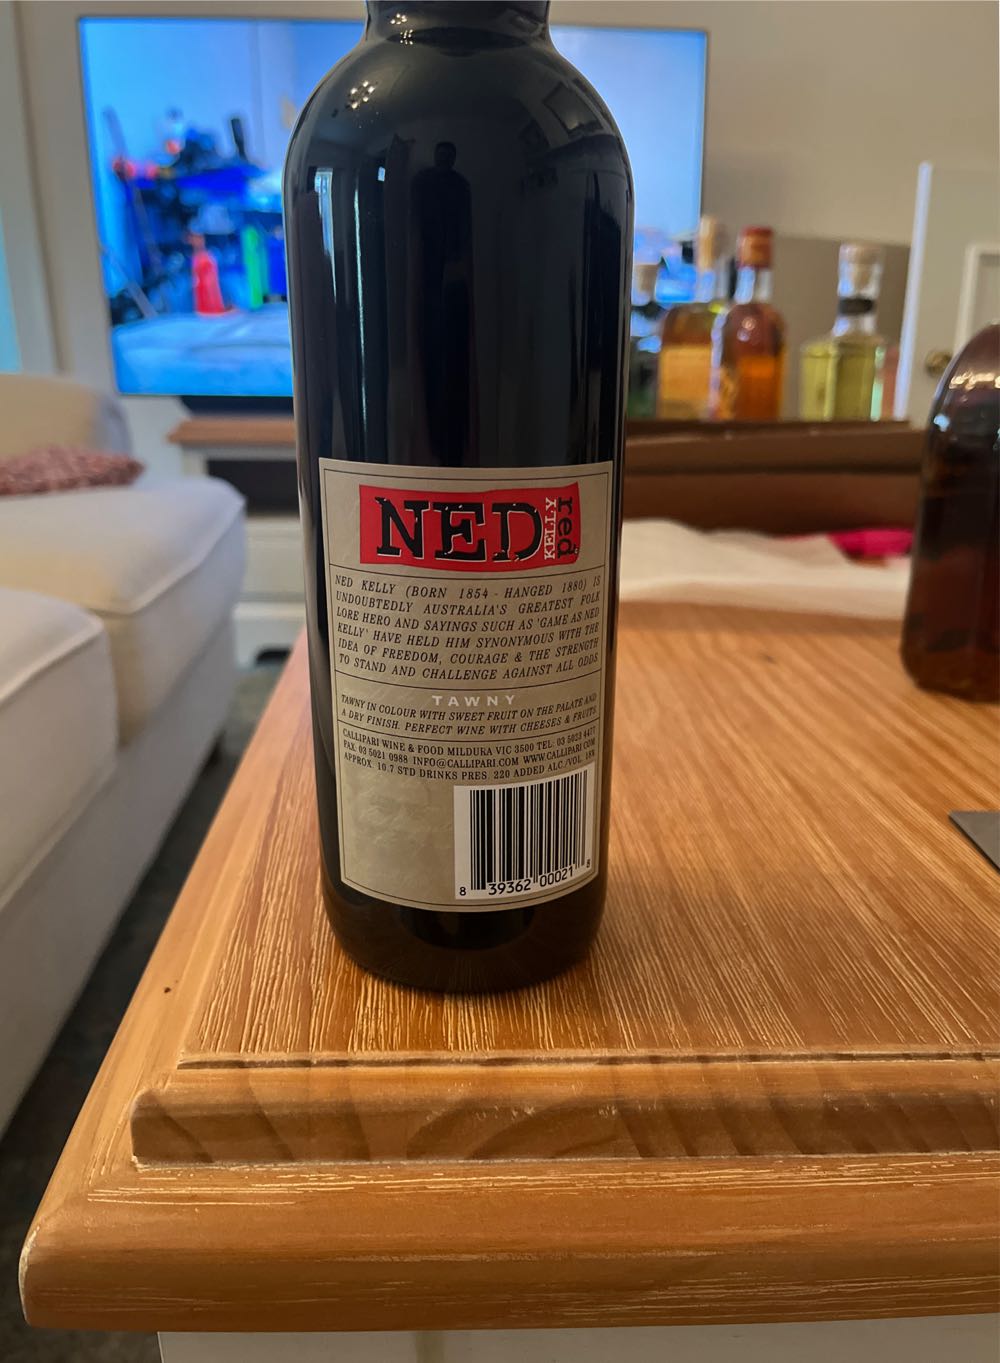 NED KELLY red
NED KELLY (BORN 1854 - HANGED 1880) IS
UNDOUBTEDLY AUSTRALIA'S GREATEST FOLK
LORE HERO AND SAYINGS SUCH AS 'GAME AS NED
KELLY' HAVE HELD HIM SYNONYMOUS WITH THE
IDEA OF FREEDOM, COURAGE & THE STRENGTH
TO STAND AND CHALLENGE AGAINST ALL ODDS.
TAWNY
TAWNY IN COLOUR WITH SWEET FRUIT ON THE PALATE AND
A DRY FINISH. PERFECT WINE WITH CHEESES & FRUITS.
CALLIPARI WINE & FOOD MILDURA VIC 3500 TEL: 03 5023 4477
FAX: 03 5021 0988 INFO@CALLIPARI.COM WWW.CALLIPARI.COM
APPROX. 10.7 STD DRINKS PRES. 220 ADDED ALC./VOL. 18%
8 39362 00021 8